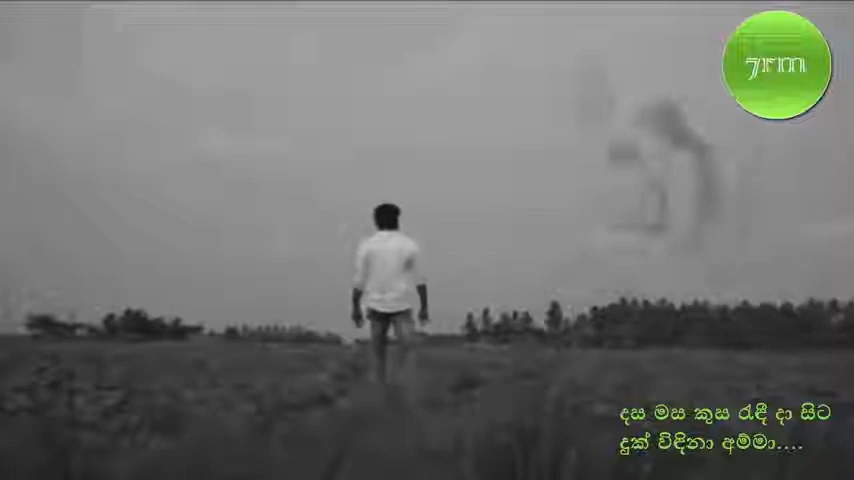 දස මස කුස රැඳී දා සිට
දුක් විඳිනා අම්මා....